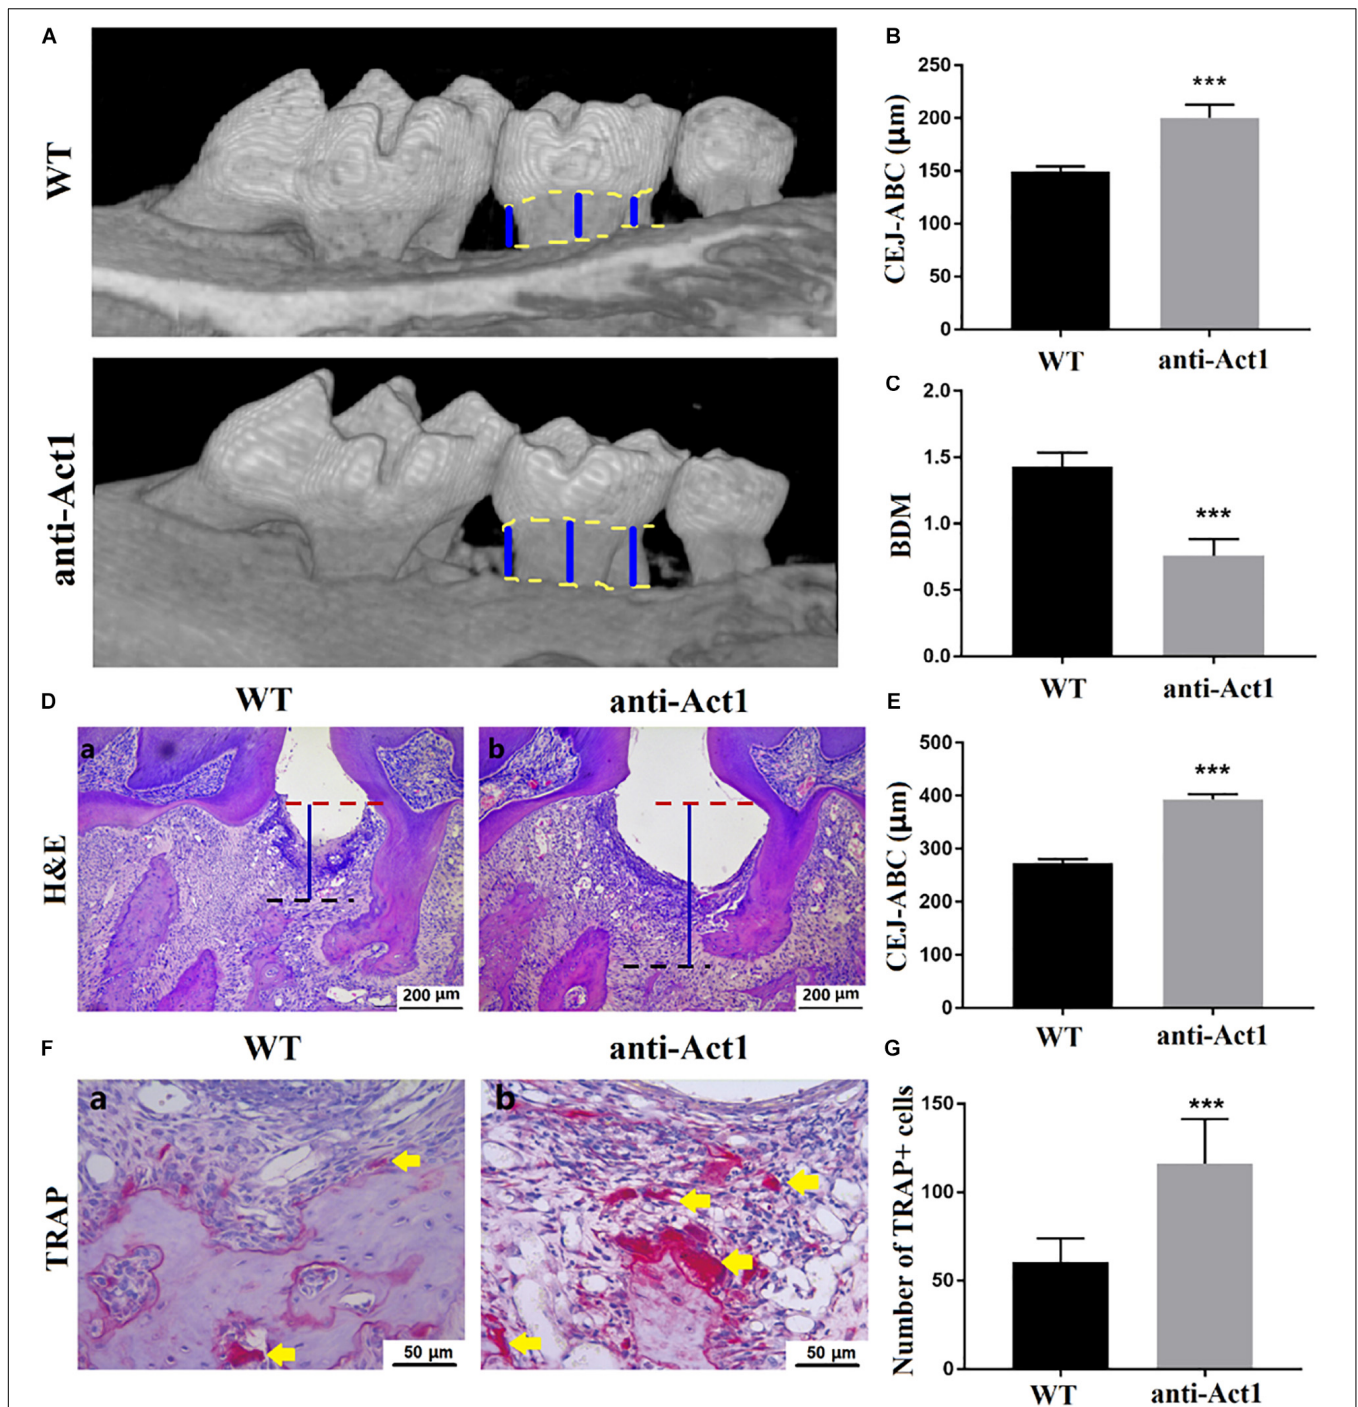 A
WT
anti-Act1
B
CEJ-ABC (μm)
250
200
150
100
50
0
***
WT
anti-Act1
C
BDM
2.0
1.5
1.0
0.5
0.0
***
WT
anti-Act1
D
WT
anti-Act1
H&E
a
200 μm
b
200 μm
E
CEJ-ABC (μm)
500
400
300
200
100
0
***
WT
anti-Act1
F
WT
anti-Act1
TRAP
a
50 μm
b
50 μm
G
Number of TRAP+ cells
150
100
50
0
***
WT
anti-Act1